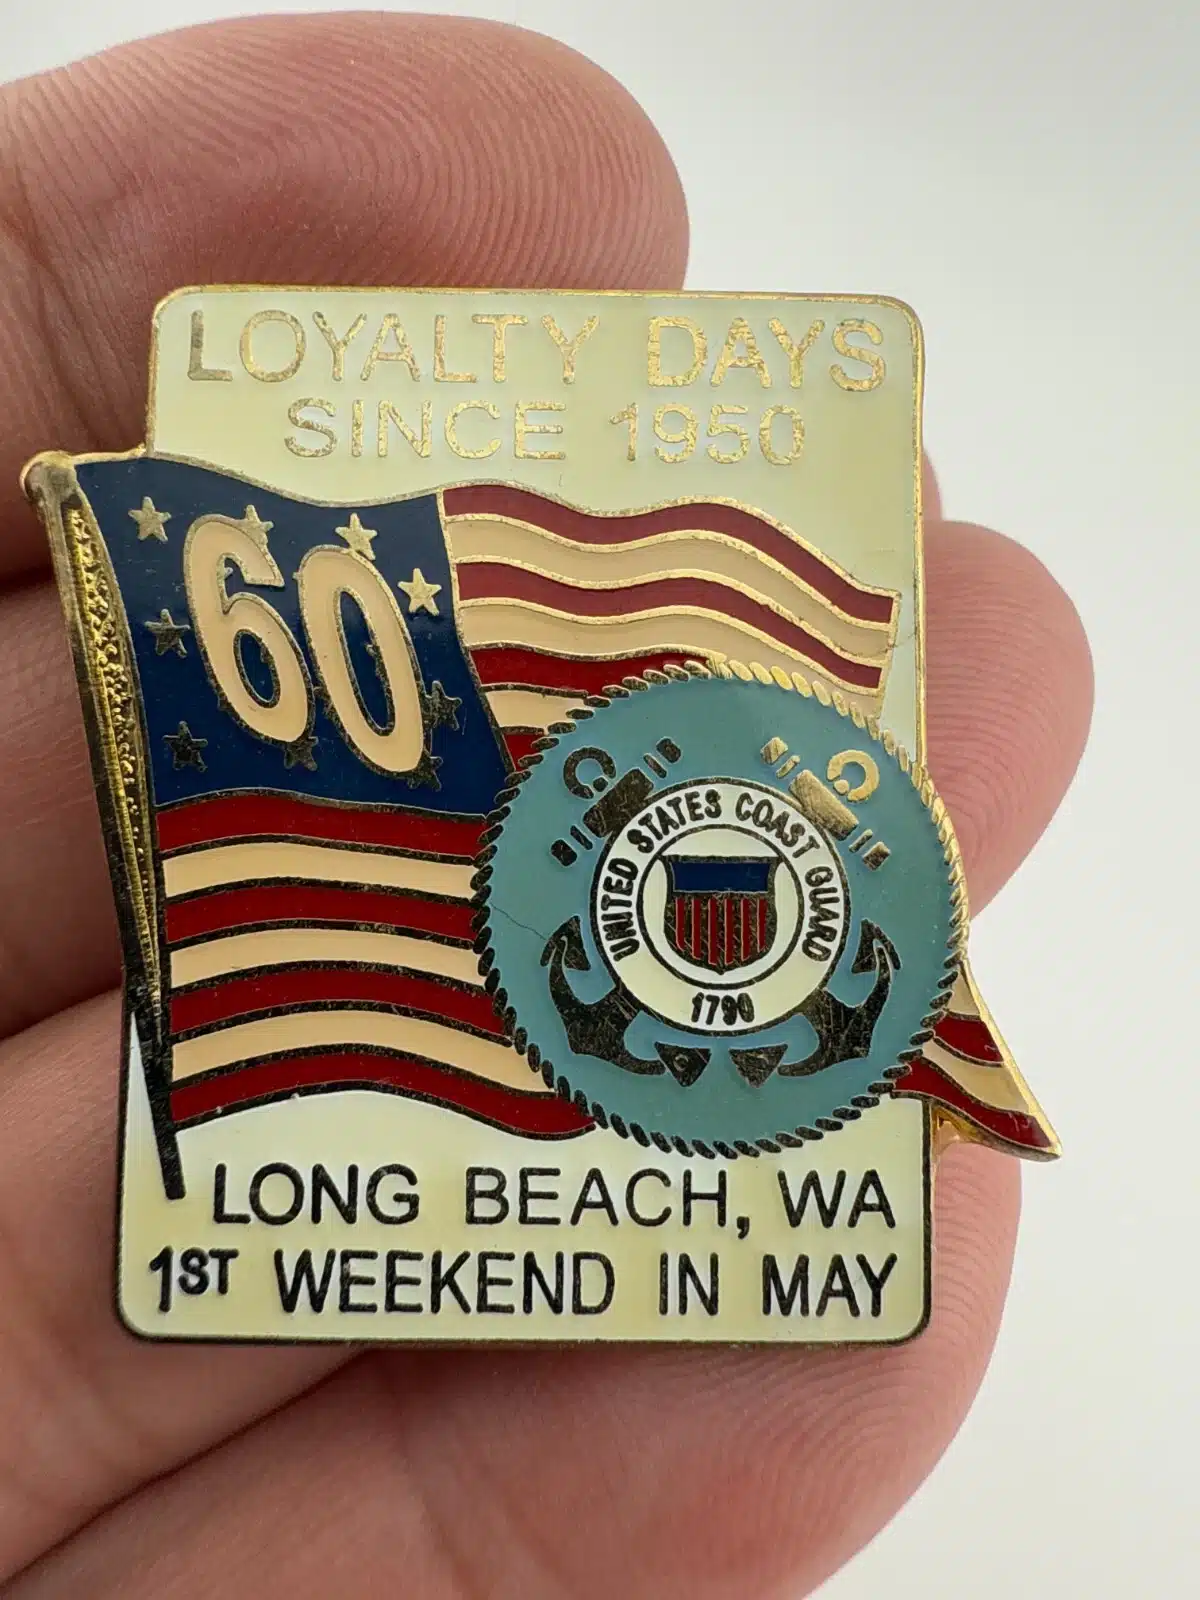 LOYALTY DAYS
SINCE 1950
60
UNITED STATES COAST GUARD
1790
LONG BEACH, WA
1ST WEEKEND IN MAY